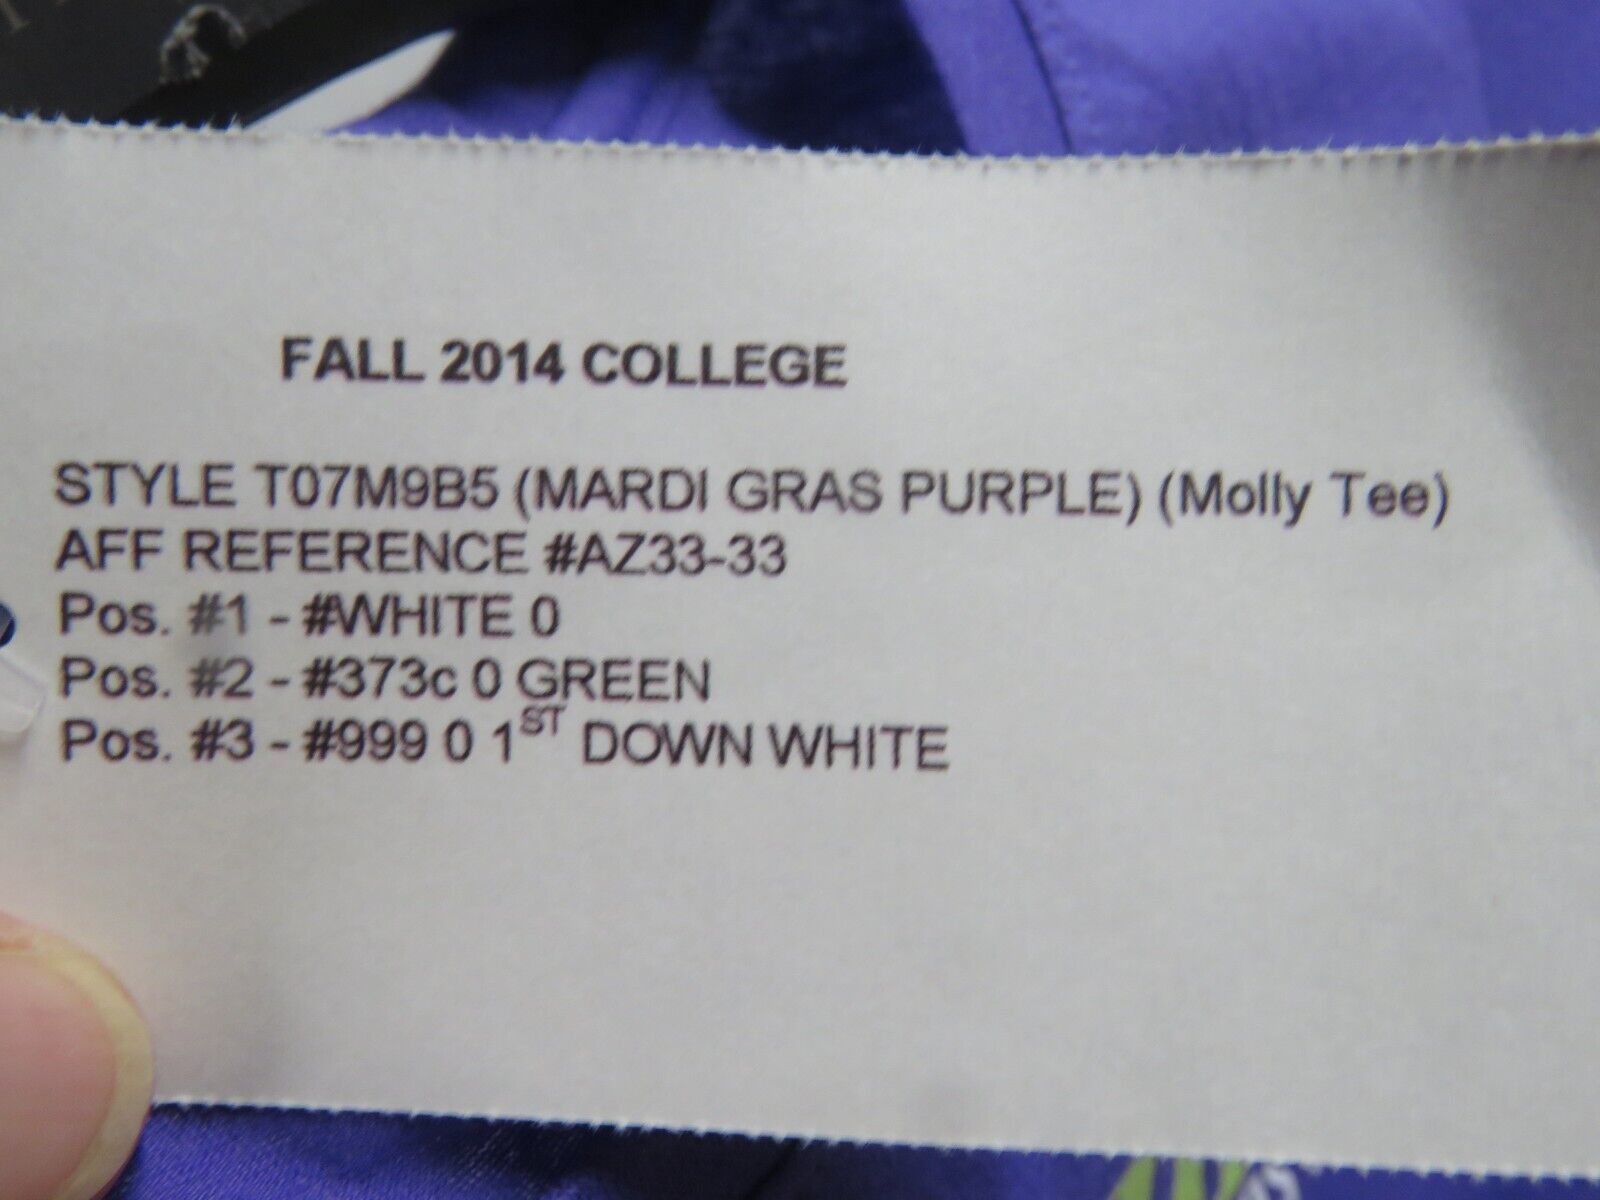 FALL 2014 COLLEGE
STYLE T07M9B5 (MARDI GRAS PURPLE) (Molly Tee)
AFF REFERENCE #AZ33-33
Pos. #1 - #WHITE 0
Pos. #2 - #373c 0 GREEN
Pos. #3 - #999 0 1ST DOWN WHITE